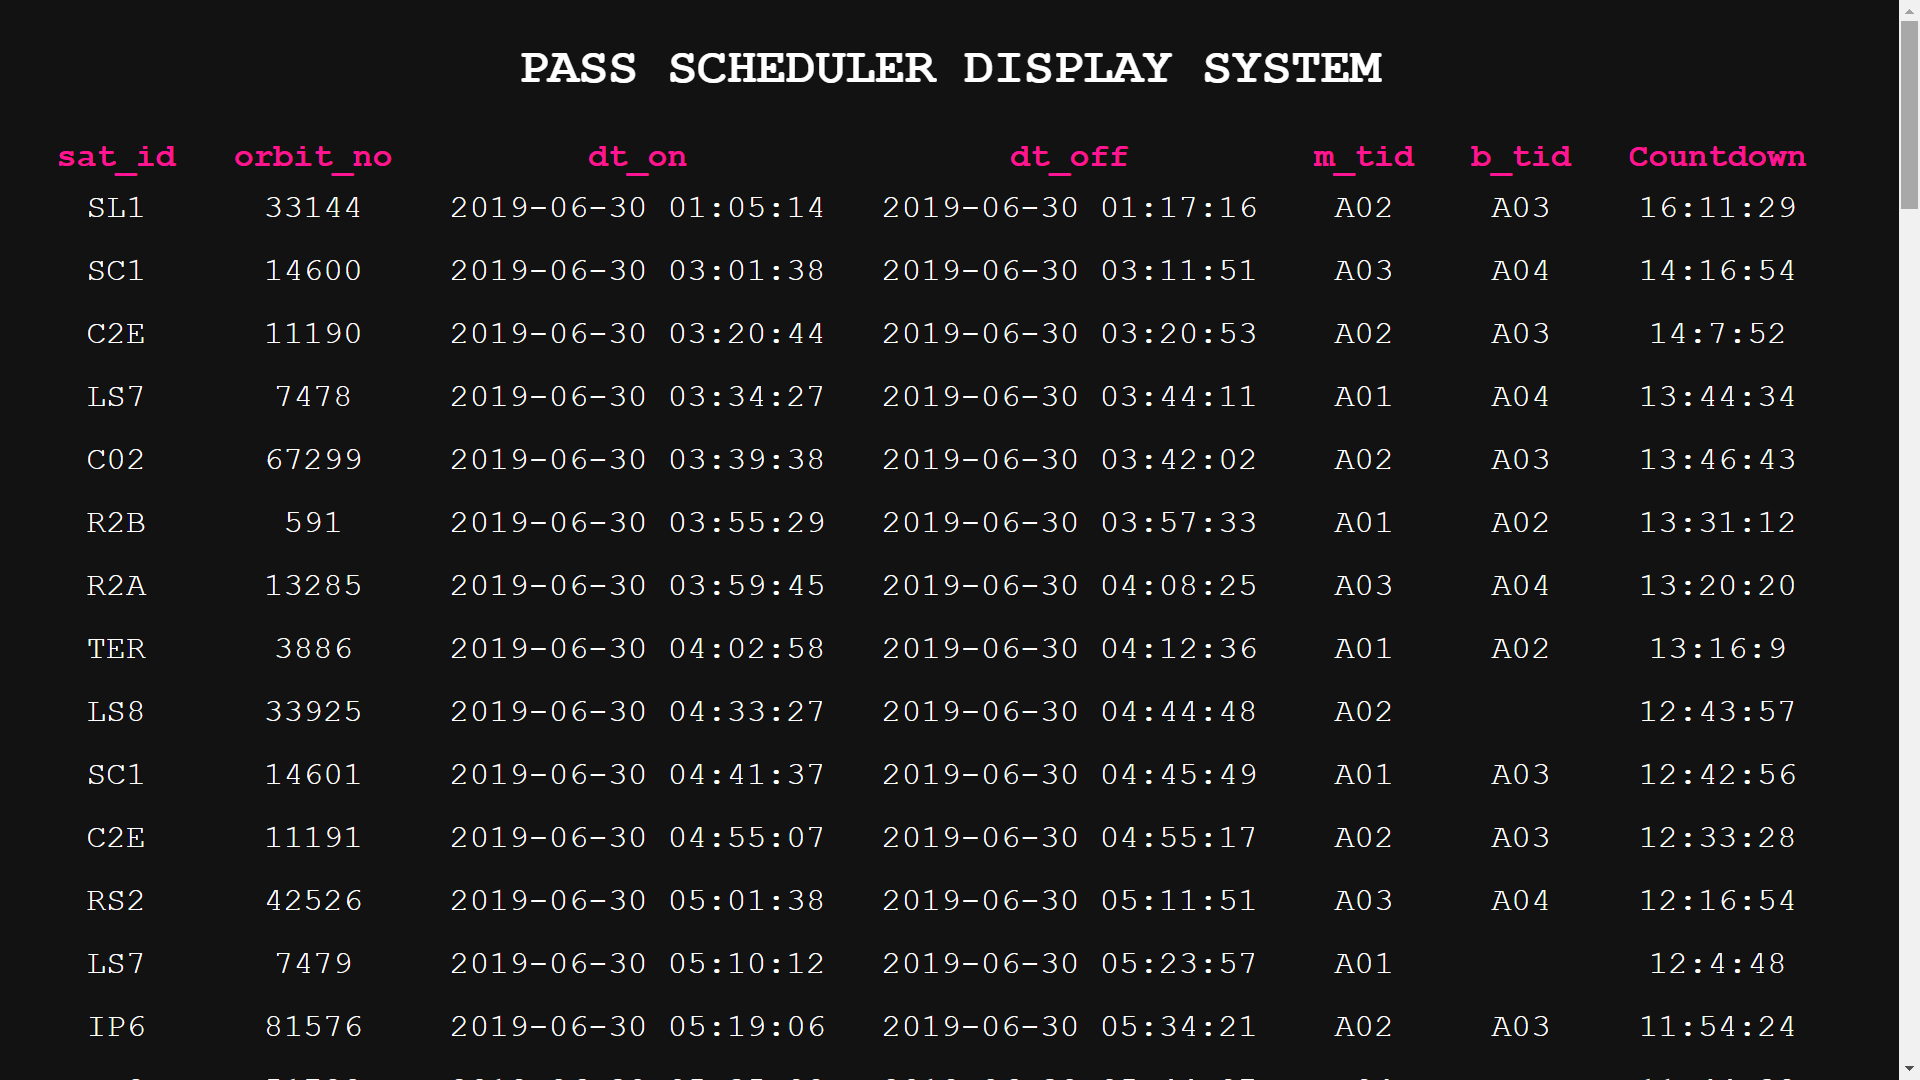 PASS SCHEDULER DISPLAY SYSTEM
sat_id orbit_no dt_on dt_off m_tid b_tid Countdown
SL1 33144 2019-06-30 01:05:14 2019-06-30 01:17:16 A02 A03 16:11:29
SC1 14600 2019-06-30 03:01:38 2019-06-30 03:11:51 A03 A04 14:16:54
C2E 11190 2019-06-30 03:20:44 2019-06-30 03:20:53 A02 A03 14:7:52
LS7 7478 2019-06-30 03:34:27 2019-06-30 03:44:11 A01 A04 13:44:34
C02 67299 2019-06-30 03:39:38 2019-06-30 03:42:02 A02 A03 13:46:43
R2B 591 2019-06-30 03:55:29 2019-06-30 03:57:33 A01 A02 13:31:12
R2A 13285 2019-06-30 03:59:45 2019-06-30 04:08:25 A03 A04 13:20:20
TER 3886 2019-06-30 04:02:58 2019-06-30 04:12:36 A01 A02 13:16:9
LS8 33925 2019-06-30 04:33:27 2019-06-30 04:44:48 A02 12:43:57
SC1 14601 2019-06-30 04:41:37 2019-06-30 04:45:49 A01 A03 12:42:56
C2E 11191 2019-06-30 04:55:07 2019-06-30 04:55:17 A02 A03 12:33:28
RS2 42526 2019-06-30 05:01:38 2019-06-30 05:11:51 A03 A04 12:16:54
LS7 7479 2019-06-30 05:10:12 2019-06-30 05:23:57 A01 12:4:48
IP6 81576 2019-06-30 05:19:06 2019-06-30 05:34:21 A02 A03 11:54:24